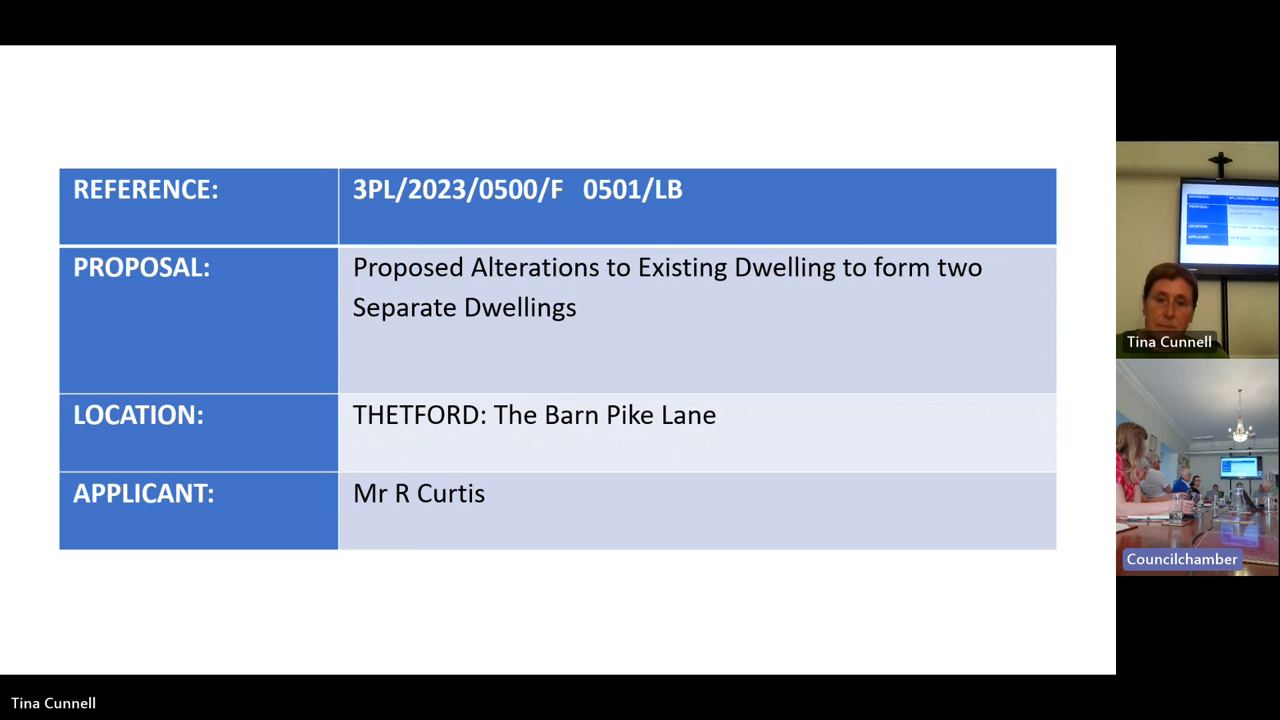 REFERENCE: 3PL/2023/0500/F 0501/LB
PROPOSAL: Proposed Alterations to Existing Dwelling to form two
Separate Dwellings
LOCATION: THETFORD: The Barn Pike Lane
APPLICANT: Mr R Curtis
Tina Cunnell
Councilchamber
Tina Cunnell